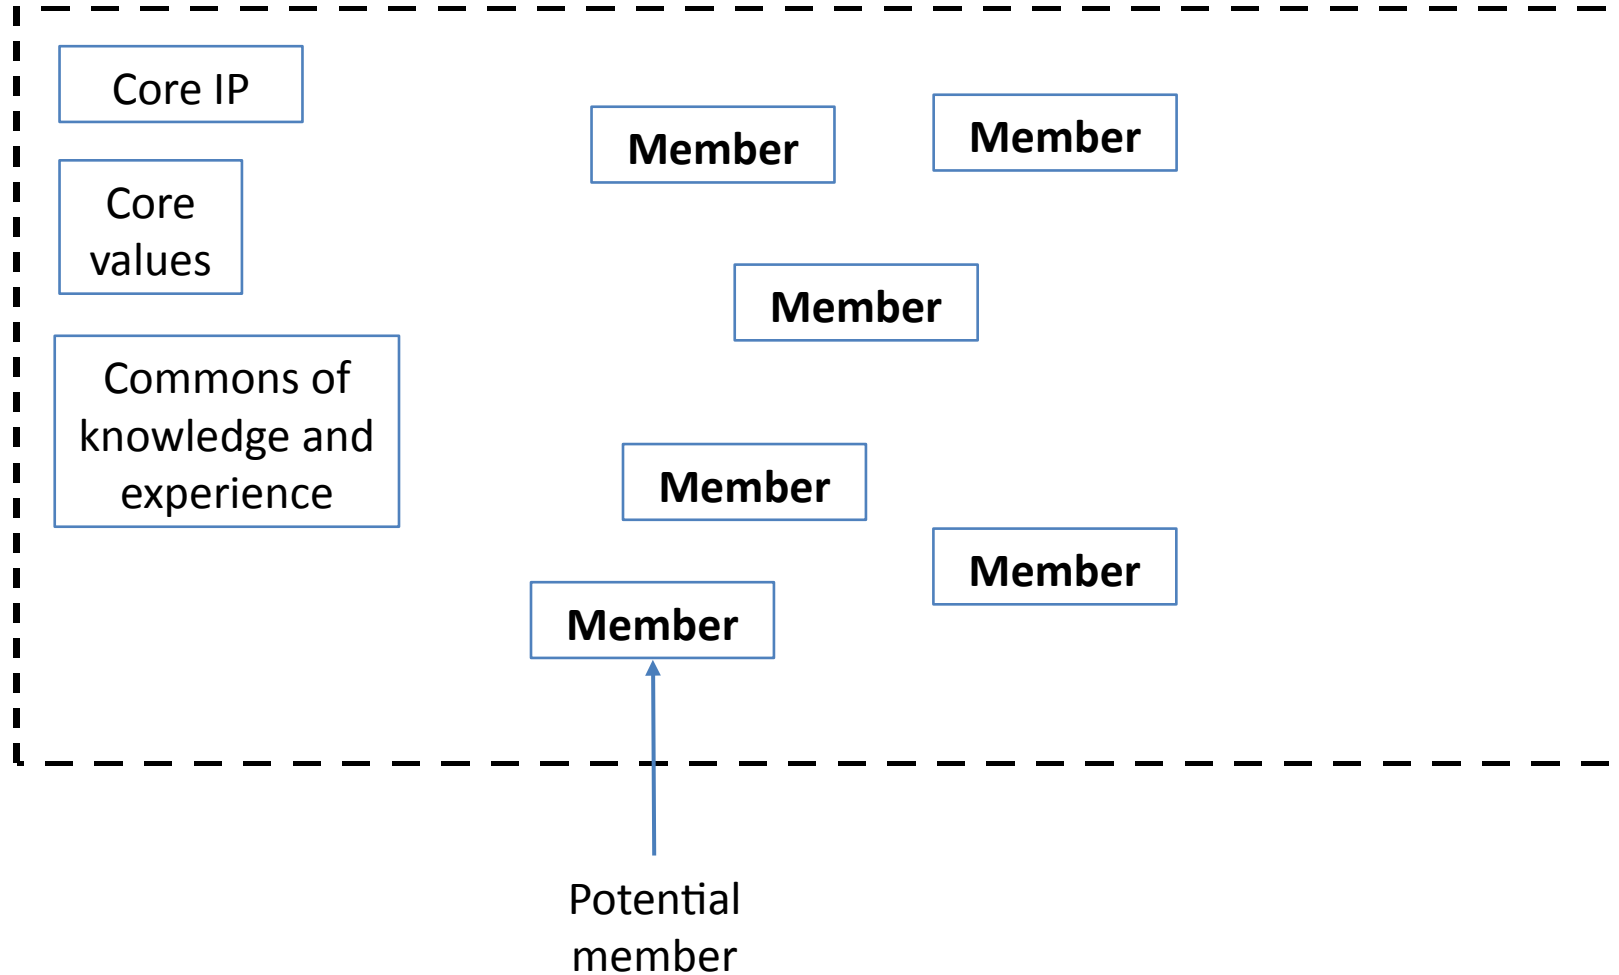 Core IP
Core
values
Commons of
knowledge and
experience
Member
Member
Member
Member
Member
Member
Potential
member